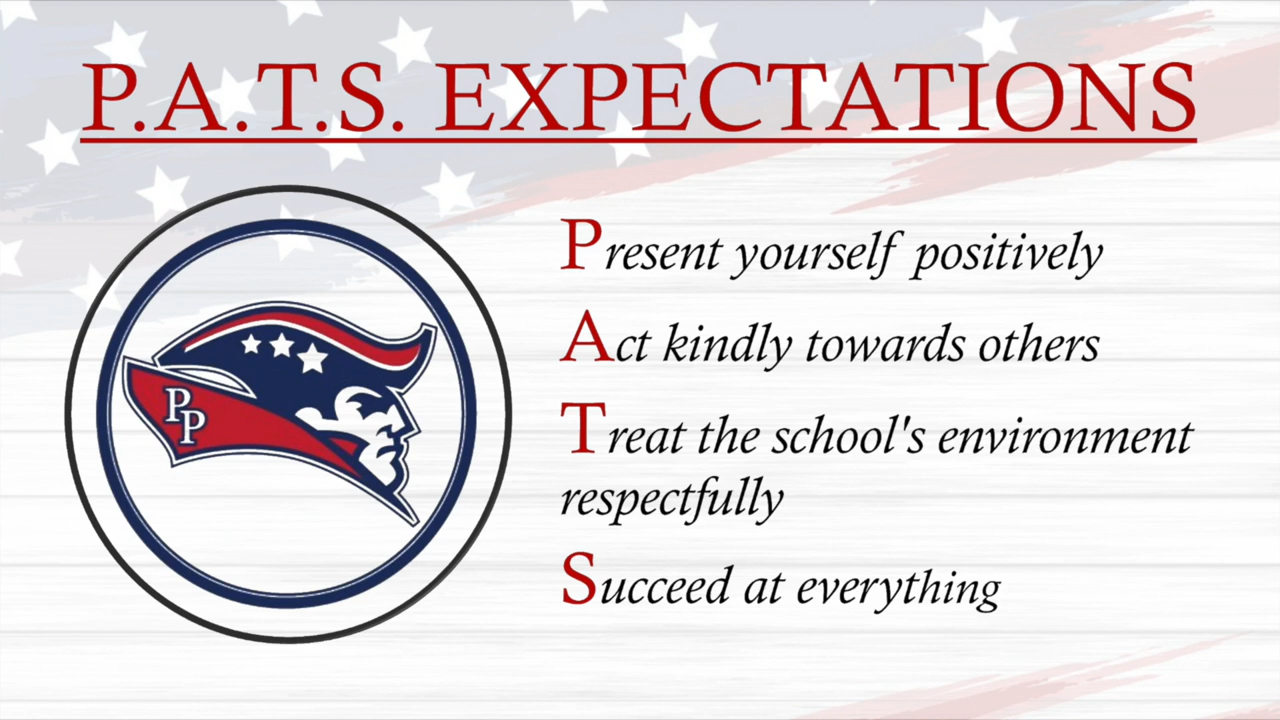 P.A.T.S. EXPECTATIONS
Present yourself positively
Act kindly towards others
PP
Treat the school's environment
respectfully
Succeed at everything